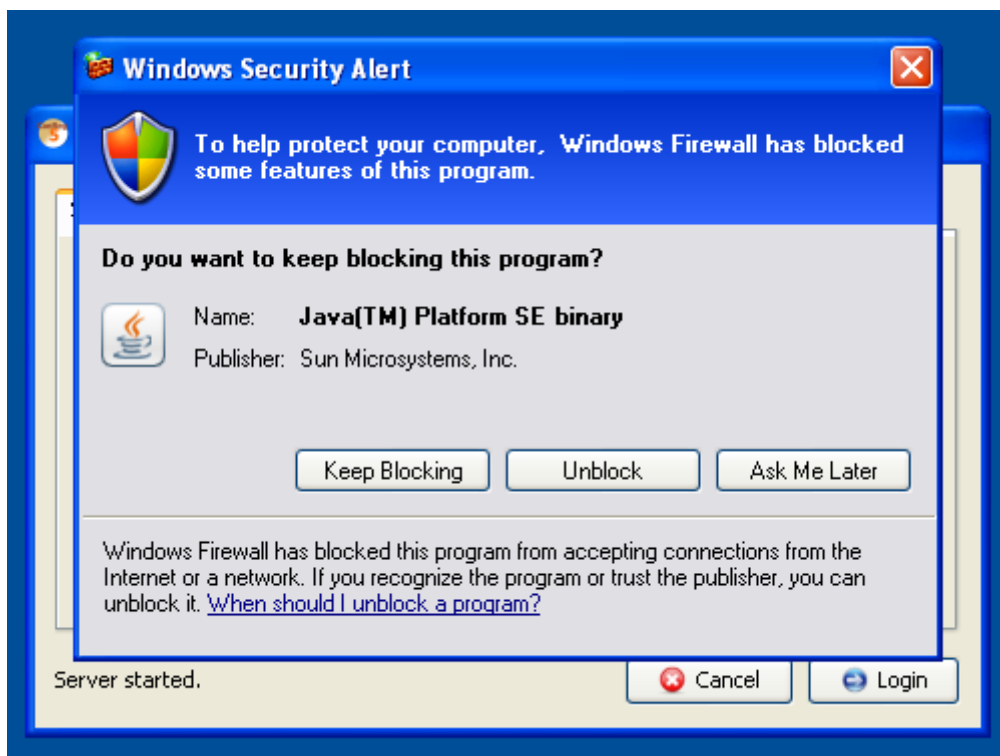 Windows Security Alert
To help protect your computer, Windows Firewall has blocked
some features of this program.
Do you want to keep blocking this program?
Name: Java(TM) Platform SE binary
Publisher: Sun Microsystems, Inc.
Keep Blocking Unblock Ask Me Later
Windows Firewall has blocked this program from accepting connections from the
Internet or a network. If you recognize the program or trust the publisher, you can
unblock it. When should I unblock a program?
Server started. Cancel Login